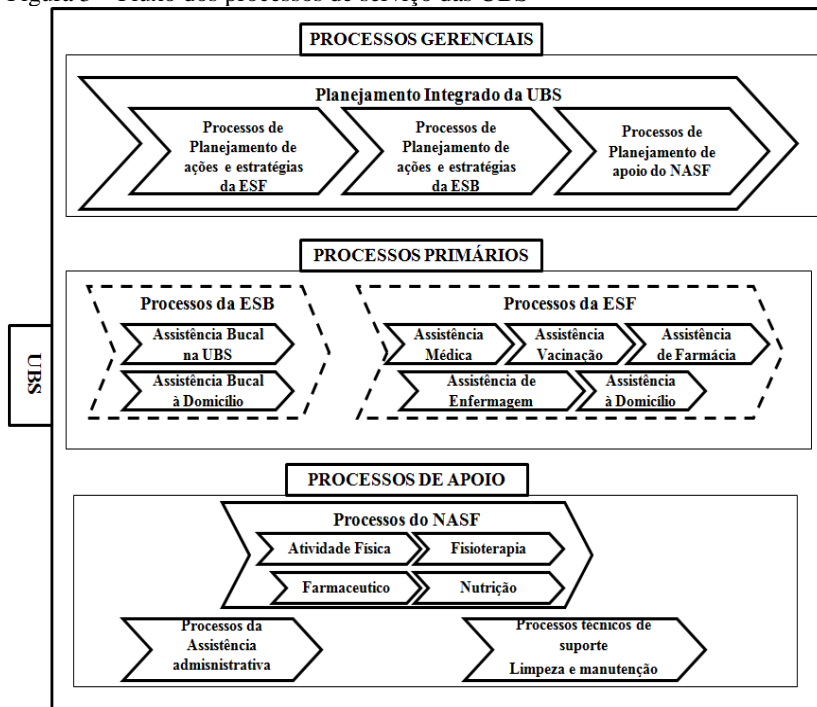 Figura 3 – Fluxo dos processos de serviço das UBS
PROCESSOS GERENCIAIS
Planejamento Integrado da UBS
Processos de
Planejamento de
ações e estratégias
da ESF
Processos de
Planejamento de
ações e estratégias
da ESB
Processos de
Planejamento de
apoio do NASF
UBS
PROCESSOS PRIMÁRIOS
Processos da ESB
Assistência Bucal
na UBS
Assistência Bucal
à Domicílio
Processos da ESF
Assistência
Médica
Assistência
Vacinação
Assistência
de Farmácia
Assistência de
Enfermagem
Assistência
à Domicílio
PROCESSOS DE APOIO
Processos do NASF
Atividade Física
Fisioterapia
Farmaceutico
Nutrição
Processos da
Assistência
admisnistrativa
Processos técnicos de
suporte
Limpeza e manutenção